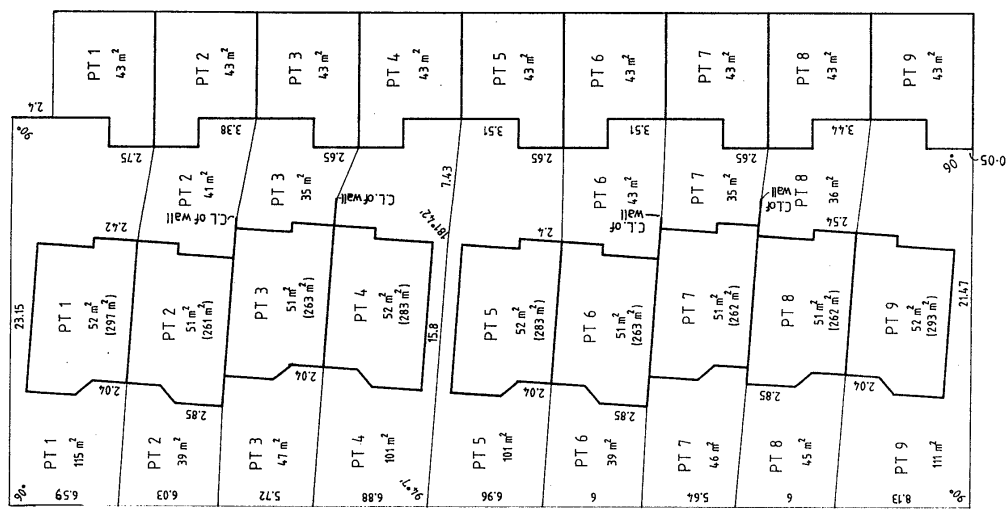 PT 1
43 m²
PT 2
43 m²
PT 3
43 m²
PT 4
43 m²
PT 5
43 m²
PT 6
43 m²
PT 7
43 m²
PT 8
43 m²
PT 9
43 m²
2.4
90°
2.75
3.38
2.65
3.51
2.65
3.51
2.65
3.44
90°
0.05
PT 2
41 m²
PT 3
35 m²
7.43
PT 6
43 m²
PT 7
35 m²
PT 8
36 m²
C.L. of wall
C.L. of wall
C.L. of
wall
C.L. of
wall
2.42
181°42'
2.4
2.54
23.15
PT 1
52 m²
(297 m²)
PT 2
51 m²
(261 m²)
PT 3
51 m²
(263 m²)
PT 4
52 m²
(283 m²)
15.8
PT 5
52 m²
(283 m²)
PT 6
51 m²
(263 m²)
PT 7
51 m²
(262 m²)
PT 8
51 m²
(262 m²)
PT 9
52 m²
(293 m²)
21.47
2.04
2.85
2.04
2.04
2.85
2.85
2.04
PT 1
115 m²
PT 2
39 m²
PT 3
47 m²
PT 4
101 m²
PT 5
101 m²
PT 6
39 m²
PT 7
46 m²
PT 8
45 m²
PT 9
111 m²
90°
6.59
6.03
5.72
6.88
94°7'
6.96
6
5.64
6
8.13
90°